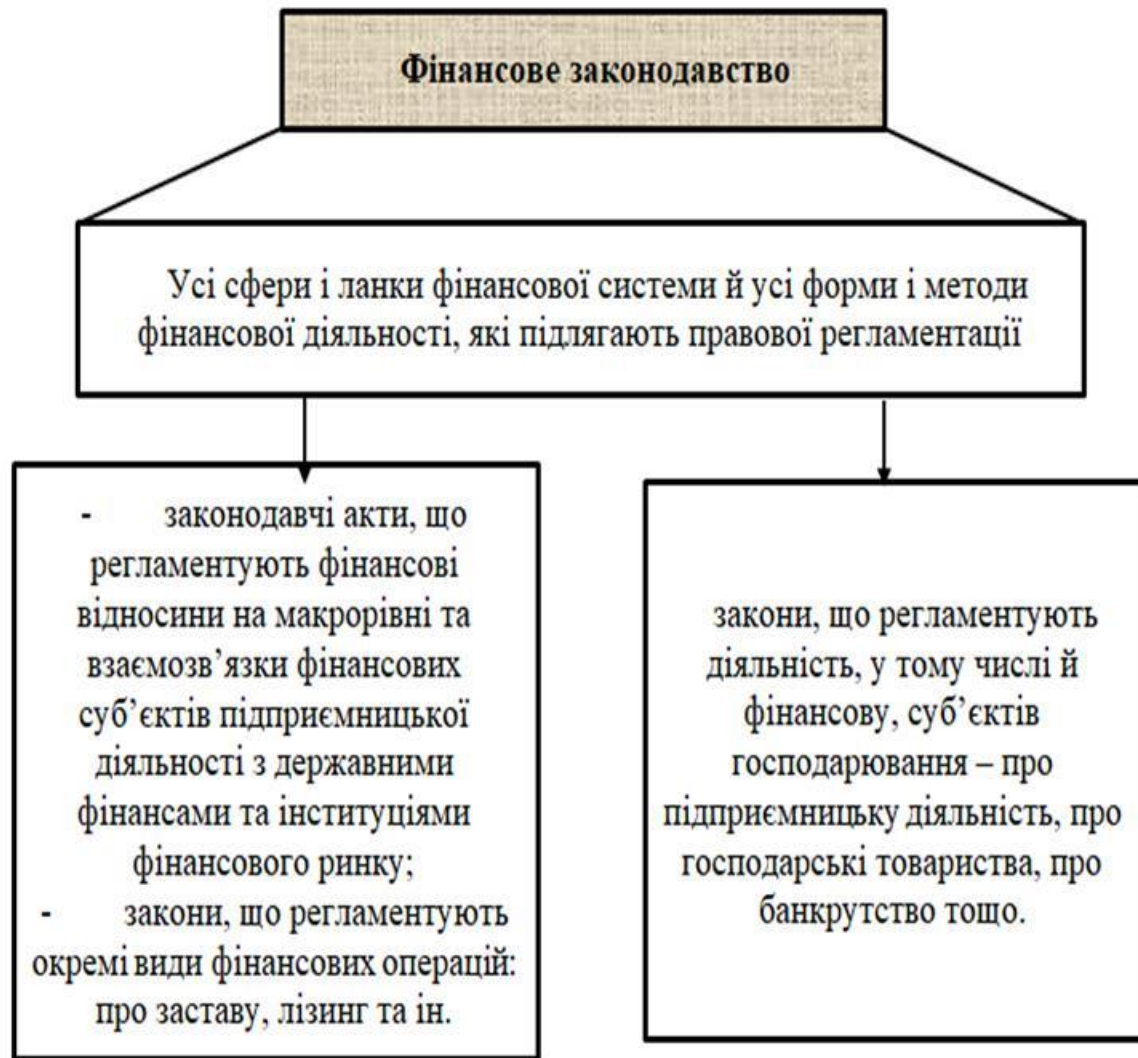 Фінансове законодавство
Усі сфери і ланки фінансової системи й усі форми і методи
фінансової діяльності, які підлягають правової регламентації
- законодавчі акти, що
регламентують фінансові
відносини на макрорівні та
взаємозв’язки фінансових
суб’єктів підприємницької
діяльності з державними
фінансами та інституціями
фінансового ринку;
- закони, що регламентують
окремі види фінансових операцій:
про заставу, лізинг та ін.
закони, що регламентують
діяльність, у тому числі й
фінансову, суб’єктів
господарювання – про
підприємницьку діяльність, про
господарські товариства, про
банкрутство тощо.